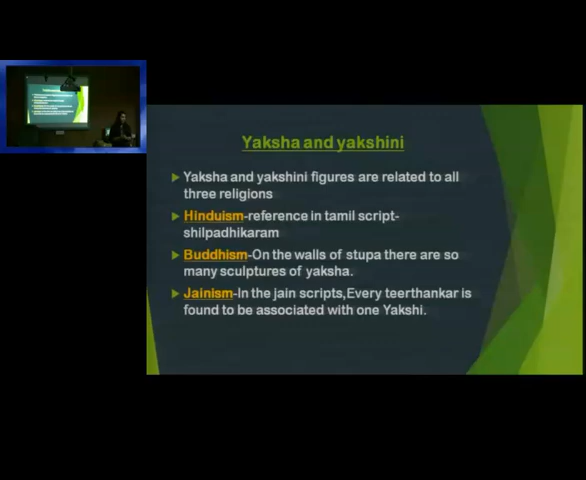 Yaksha and yakshini
Yaksha and yakshini figures are related to all
three religions
Hinduism-reference in tamil script-
shilpadhikaram
Buddhism-On the walls of stupa there are so
many sculptures of yaksha.
Jainism-In the jain scripts,Every teerthankar is
found to be associated with one Yakshi.